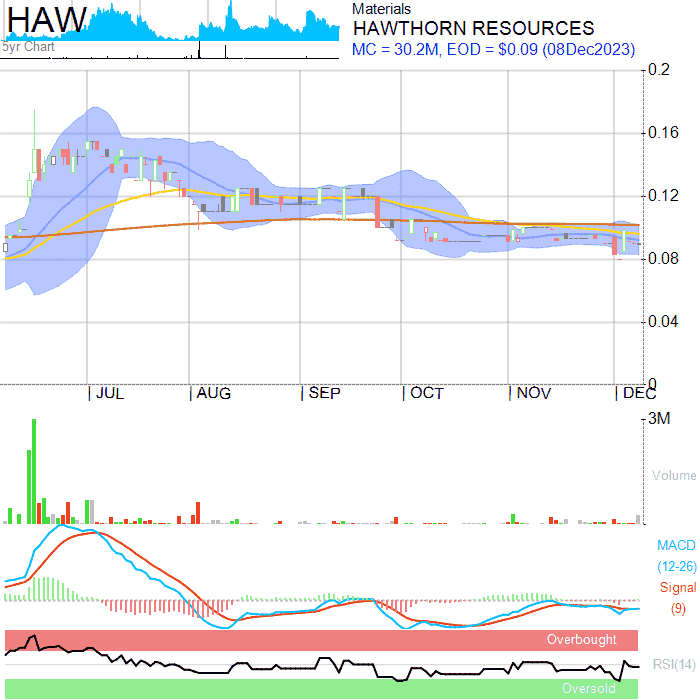 HAW
5yr Chart
Materials
HAWTHORN RESOURCES
MC = 30.2M, EOD = $0.09 (08Dec2023)
0.2
0.16
0.12
0.08
0.04
0
JUL AUG SEP OCT NOV DEC
3M
Volume
MACD
(12-26)
Signal
(9)
Overbought
RSI(14)
Oversold